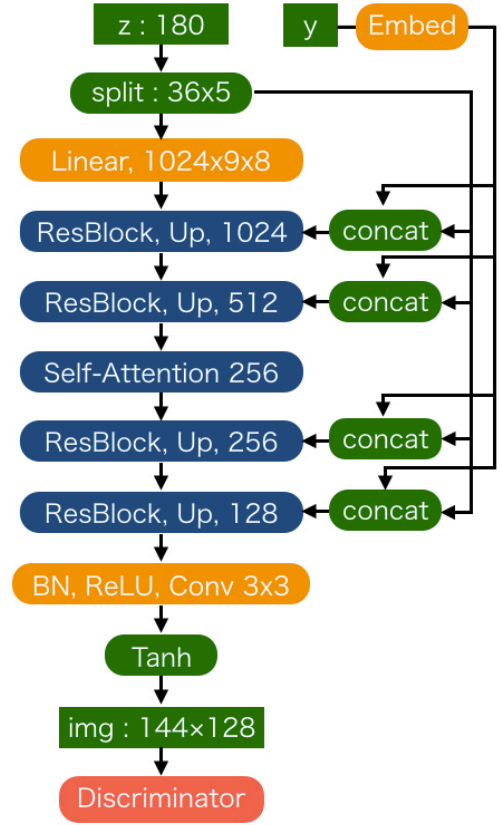 z : 180
y
Embed
split : 36x5
Linear, 1024x9x8
ResBlock, Up, 1024
concat
ResBlock, Up, 512
concat
Self-Attention 256
ResBlock, Up, 256
concat
ResBlock, Up, 128
concat
BN, ReLU, Conv 3x3
Tanh
img : 144×128
Discriminator